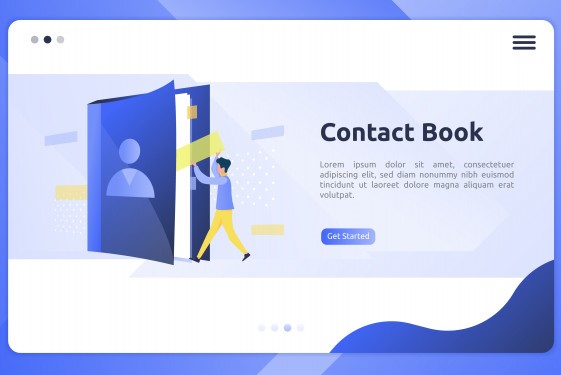 Contact Book
Lorem ipsum dolor sit amet, consectetuer
adipiscing elit, sed diam nonummy nibh euismod
tincidunt ut laoreet dolore magna aliquam erat
volutpat.
Get Started